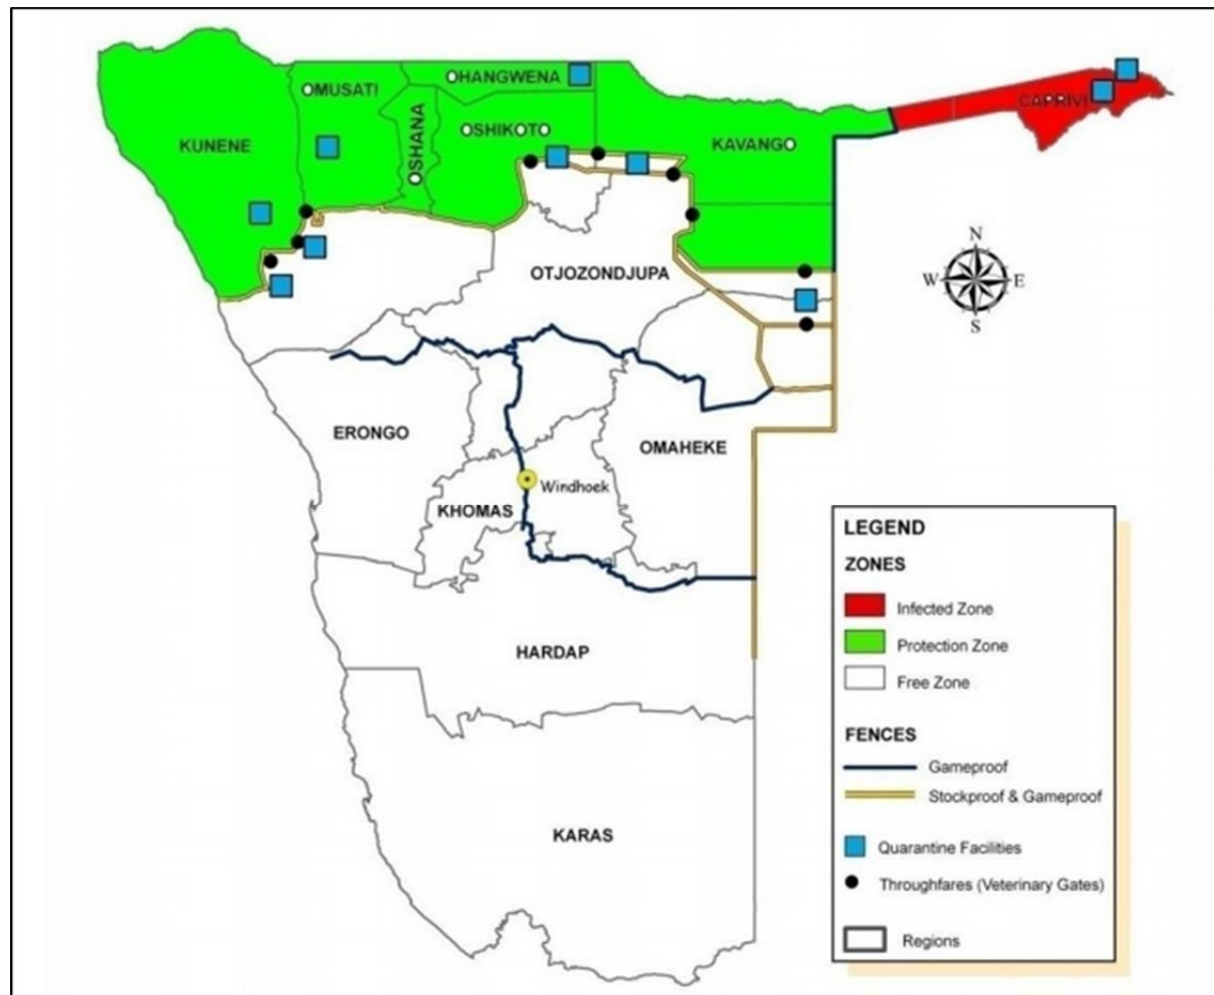 OHANGWENA
OMUSATI
CAPRIVI
OSHANA
OSHIKOTO
KUNENE
KAVANGO
N
W
E
S
OTJOZONDJUPA
ERONGO
OMAHEKE
Windhoek
KHOMAS
HARDAP
KARAS
LEGEND
ZONES
Infected Zone
Protection Zone
Free Zone
FENCES
Gameproof
Stockproof & Gameproof
Quarantine Facilities
Throughfares (Veterinary Gates)
Regions